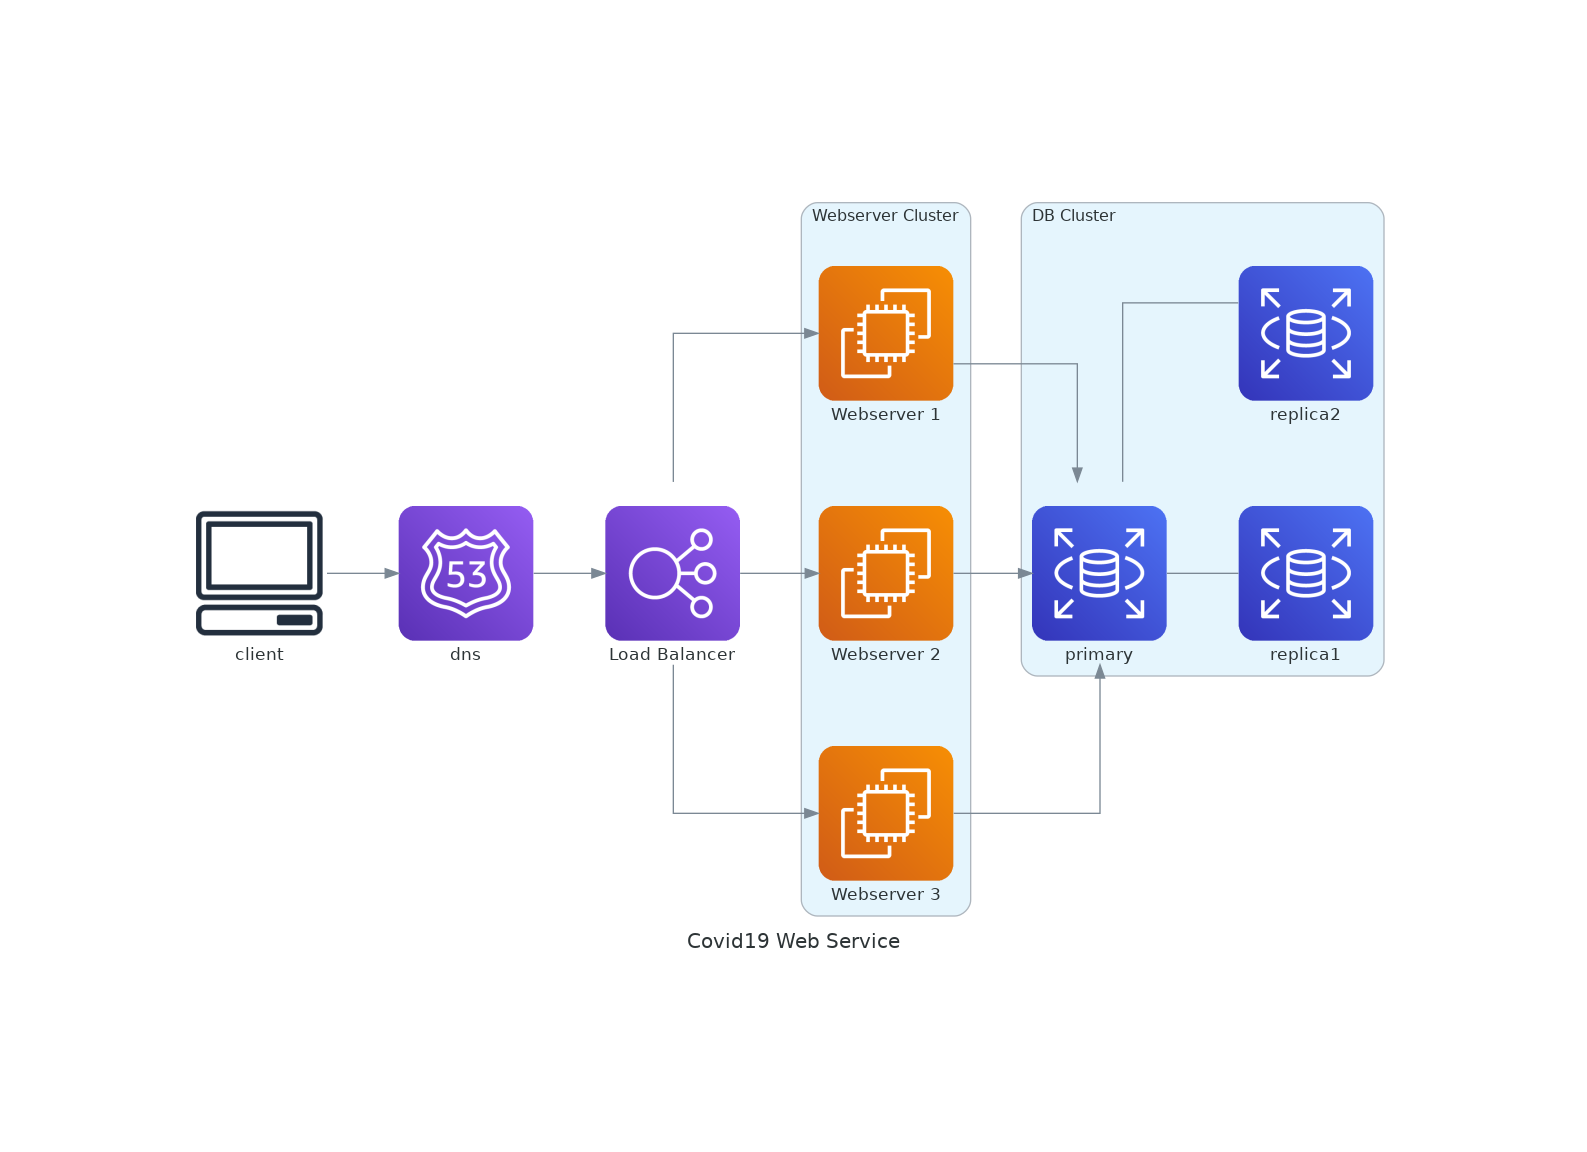 Webserver Cluster
DB Cluster
Webserver 1
replica2
53
client
dns
Load Balancer
Webserver 2
primary
replica1
Webserver 3
Covid19 Web Service